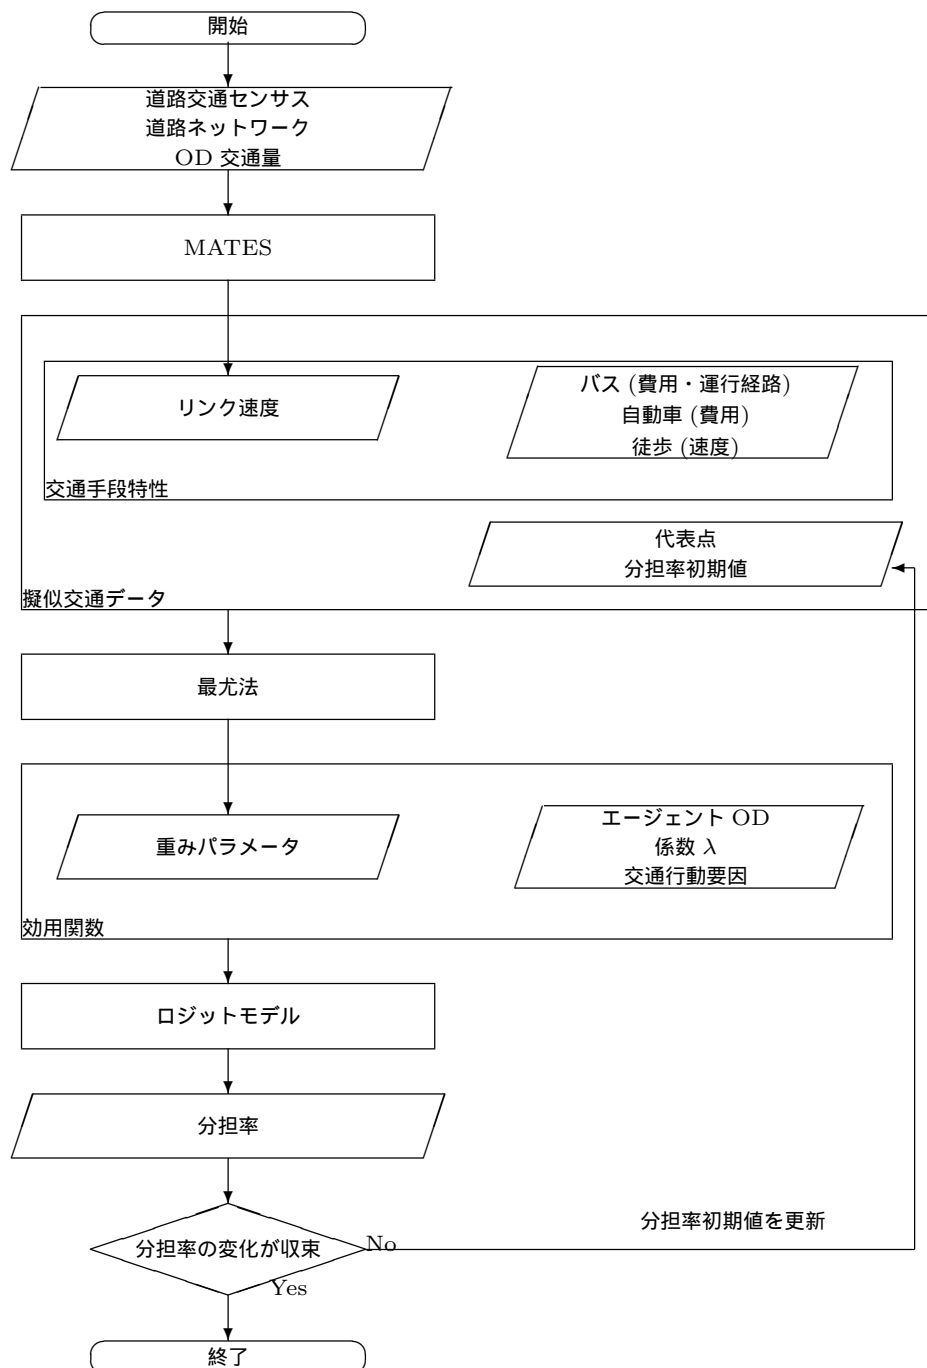 開始
道路交通センサス
道路ネットワーク
OD 交通量
MATES
リンク速度
バス (費用・運行経路)
自動車 (費用)
徒歩 (速度)
交通手段特性
代表点
分担率初期値
擬似交通データ
最尤法
重みパラメータ
エージェント OD
係数 λ
交通行動要因
効用関数
ロジットモデル
分担率
分担率初期値を更新
分担率の変化が収束
No
Yes
終了